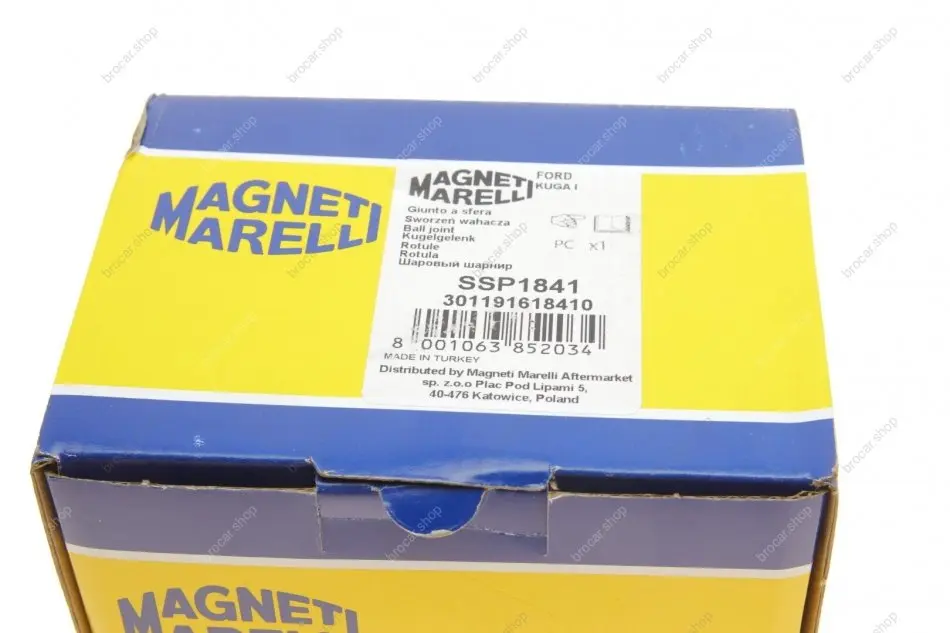 MAGNETI
MARELLI
MAGNETI
MARELLI
FORD
KUGA I
Giunto a sfera
Sworzeń wahacza
Ball joint
Kugelgelenk
Rotule
Rotula
Шаровый шарнир
PC x1
SSP1841
301191618410
8 001063 852034
MADE IN TURKEY
Distributed by Magneti Marelli Aftermarket
sp. z.o.o Plac Pod Lipami 5,
40-476 Katowice, Poland
MAGNETI
MARELLI
brocar.shop